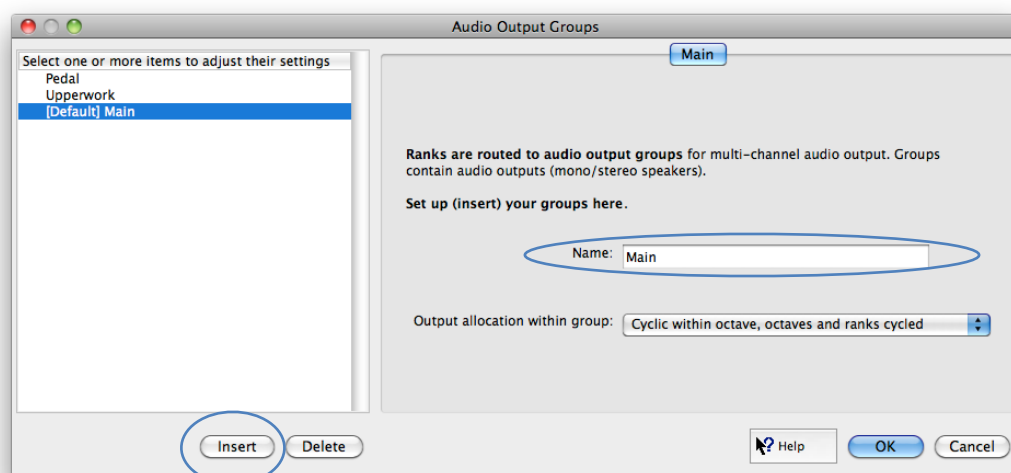 Audio Output Groups
Select one or more items to adjust their settings
Pedal
Upperwork
[Default] Main
Main
Ranks are routed to audio output groups for multi-channel audio output. Groups
contain audio outputs (mono/stereo speakers).
Set up (insert) your groups here.
Name: Main
Output allocation within group: Cyclic within octave, octaves and ranks cycled
Insert Delete ? Help OK Cancel